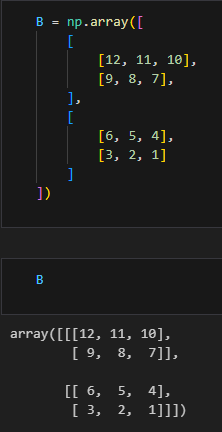 B = np.array([
    [
        [12, 11, 10],
        [9, 8, 7],
    ],
    [
        [6, 5, 4],
        [3, 2, 1]
    ]
])
B
array([[[12, 11, 10],
        [ 9,  8,  7]],

       [[ 6,  5,  4],
        [ 3,  2,  1]]])